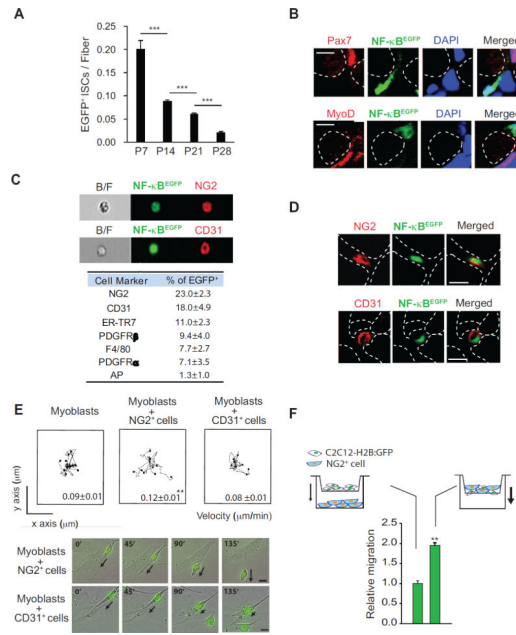 A
EGFP⁺ ISCs / Fiber
0.25
0.20
0.15
0.10
0.05
0
***
***
***
P7 P14 P21 P28
B
Pax7 NF-κBᴱᴳᶠᴾ DAPI Merged
MyoD NF-κBᴱᴳᶠᴾ DAPI Merged
C
B/F NF-κBᴱᴳᶠᴾ NG2
B/F NF-κBᴱᴳᶠᴾ CD31
Cell Marker % of EGFP⁺
NG2 23.0±2.3
CD31 18.0±4.9
ER-TR7 11.0±2.3
PDGFRβ 9.4±4.0
F4/80 7.7±2.7
PDGFRα 7.1±3.5
AP 1.3±1.0
D
NG2 NF-κBᴱᴳᶠᴾ Merged
CD31 NF-κBᴱᴳᶠᴾ Merged
E
Myoblasts
Myoblasts
+
NG2⁺ cells
Myoblasts
+
CD31⁺ cells
y axis (μm)
0.09±0.01
**
0.12±0.01
0.08 ±0.01
x axis (μm)
Velocity (μm/min)
Myoblasts
+
NG2⁺ cells
0' 45' 90' 135'
Myoblasts
+
CD31⁺ cells
0' 45' 90' 135'
F
C2C12-H2B:GFP
NG2⁺ cell
Relative migration
2.5
2.0
1.5
1.0
0.5
0
**